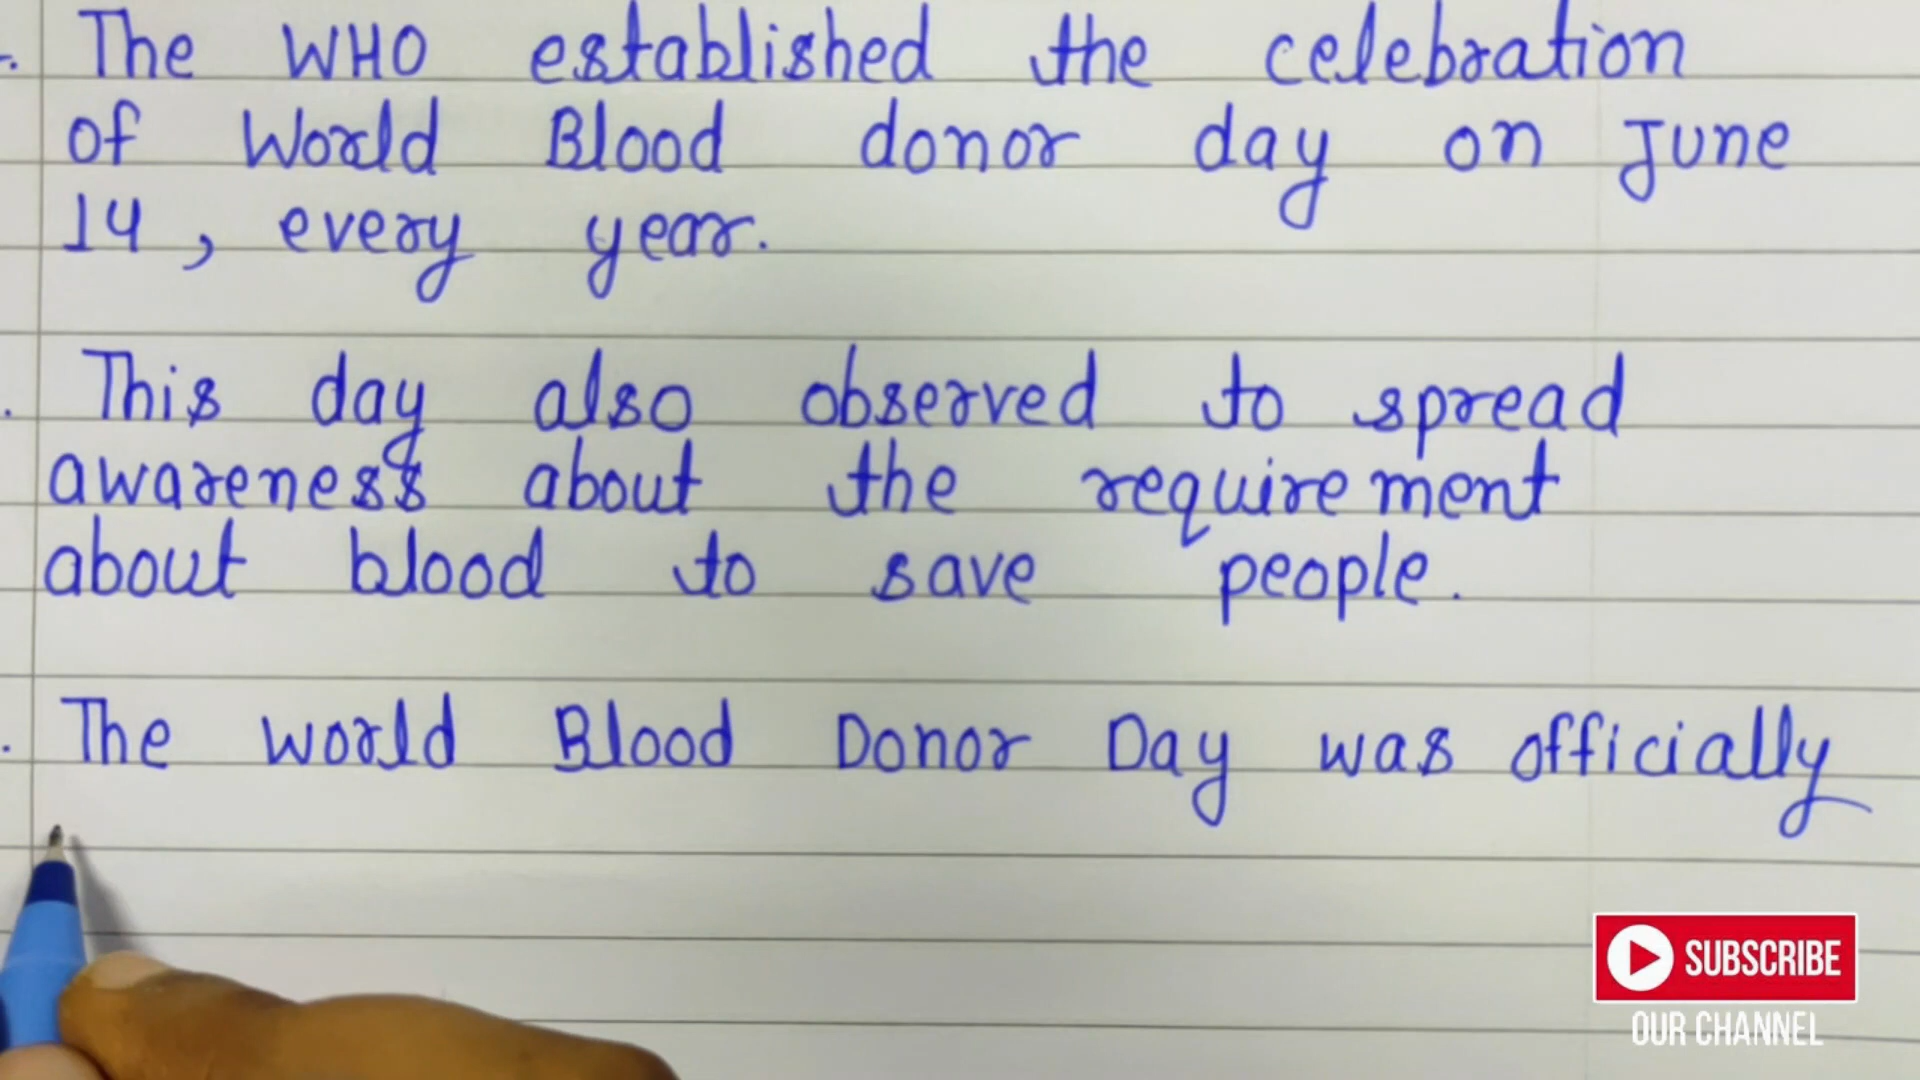 . The WHO established the celebration
of World Blood donor day on June
14, every year.
. This day also observed to spread
awareness about the requirement
about blood to save people.
. The world Blood Donor Day was officially
SUBSCRIBE
OUR CHANNEL